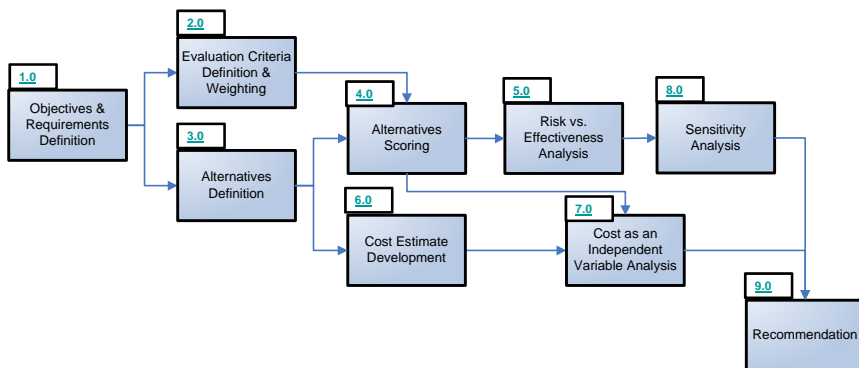 1.0
Objectives &
Requirements
Definition
2.0
Evaluation Criteria
Definition &
Weighting
3.0
Alternatives
Definition
4.0
Alternatives
Scoring
5.0
Risk vs.
Effectiveness
Analysis
8.0
Sensitivity
Analysis
6.0
Cost Estimate
Development
7.0
Cost as an
Independent
Variable Analysis
9.0
Recommendation